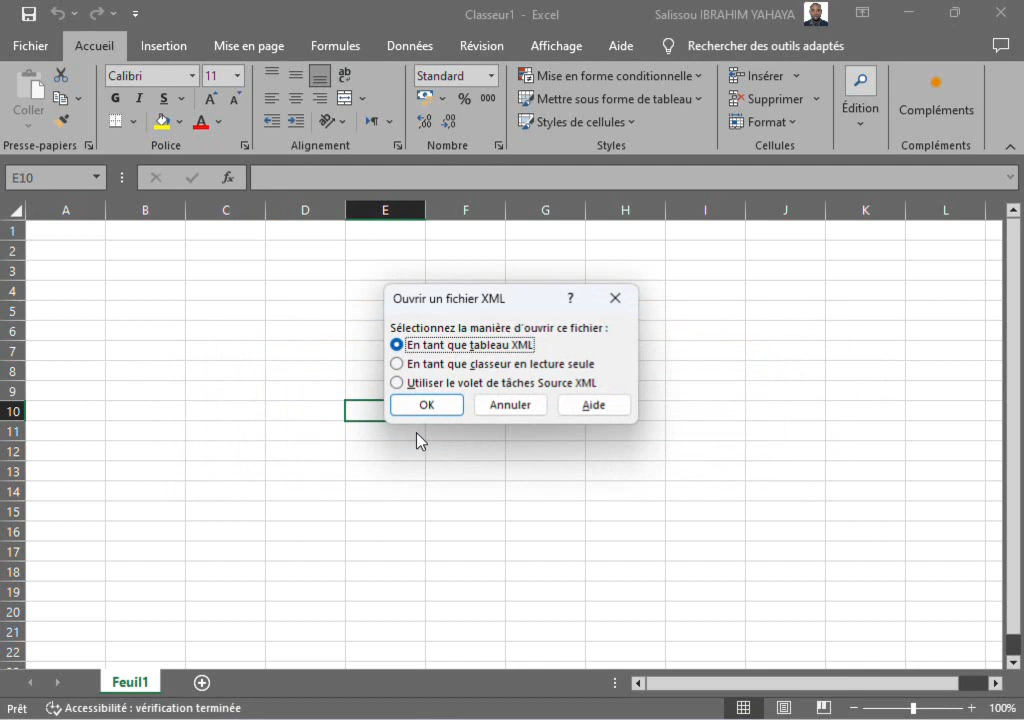 Classeur1 - Excel
Salissou IBRAHIM YAHAYA
Fichier Accueil Insertion Mise en page Formules Données Révision Affichage Aide Rechercher des outils adaptés
Coller
Presse-papiers
Calibri 11
G I S A A
A
Police
ab
c
Alignement
Standard
% 000
,00
,00
Nombre
Mise en forme conditionnelle
Mettre sous forme de tableau
Styles de cellules
Styles
Insérer
Supprimer
Format
Cellules
Édition
Compléments
Compléments
E10 fx
A B C D E F G H I J K L
1
2
3
4
5
6
7
8
9
10
11
12
13
14
15
16
17
18
19
20
21
22
Ouvrir un fichier XML ?
Sélectionnez la manière d'ouvrir ce fichier :
En tant que tableau XML
En tant que classeur en lecture seule
Utiliser le volet de tâches Source XML
OK Annuler Aide
Feuil1
Prêt Accessibilité : vérification terminée 100%